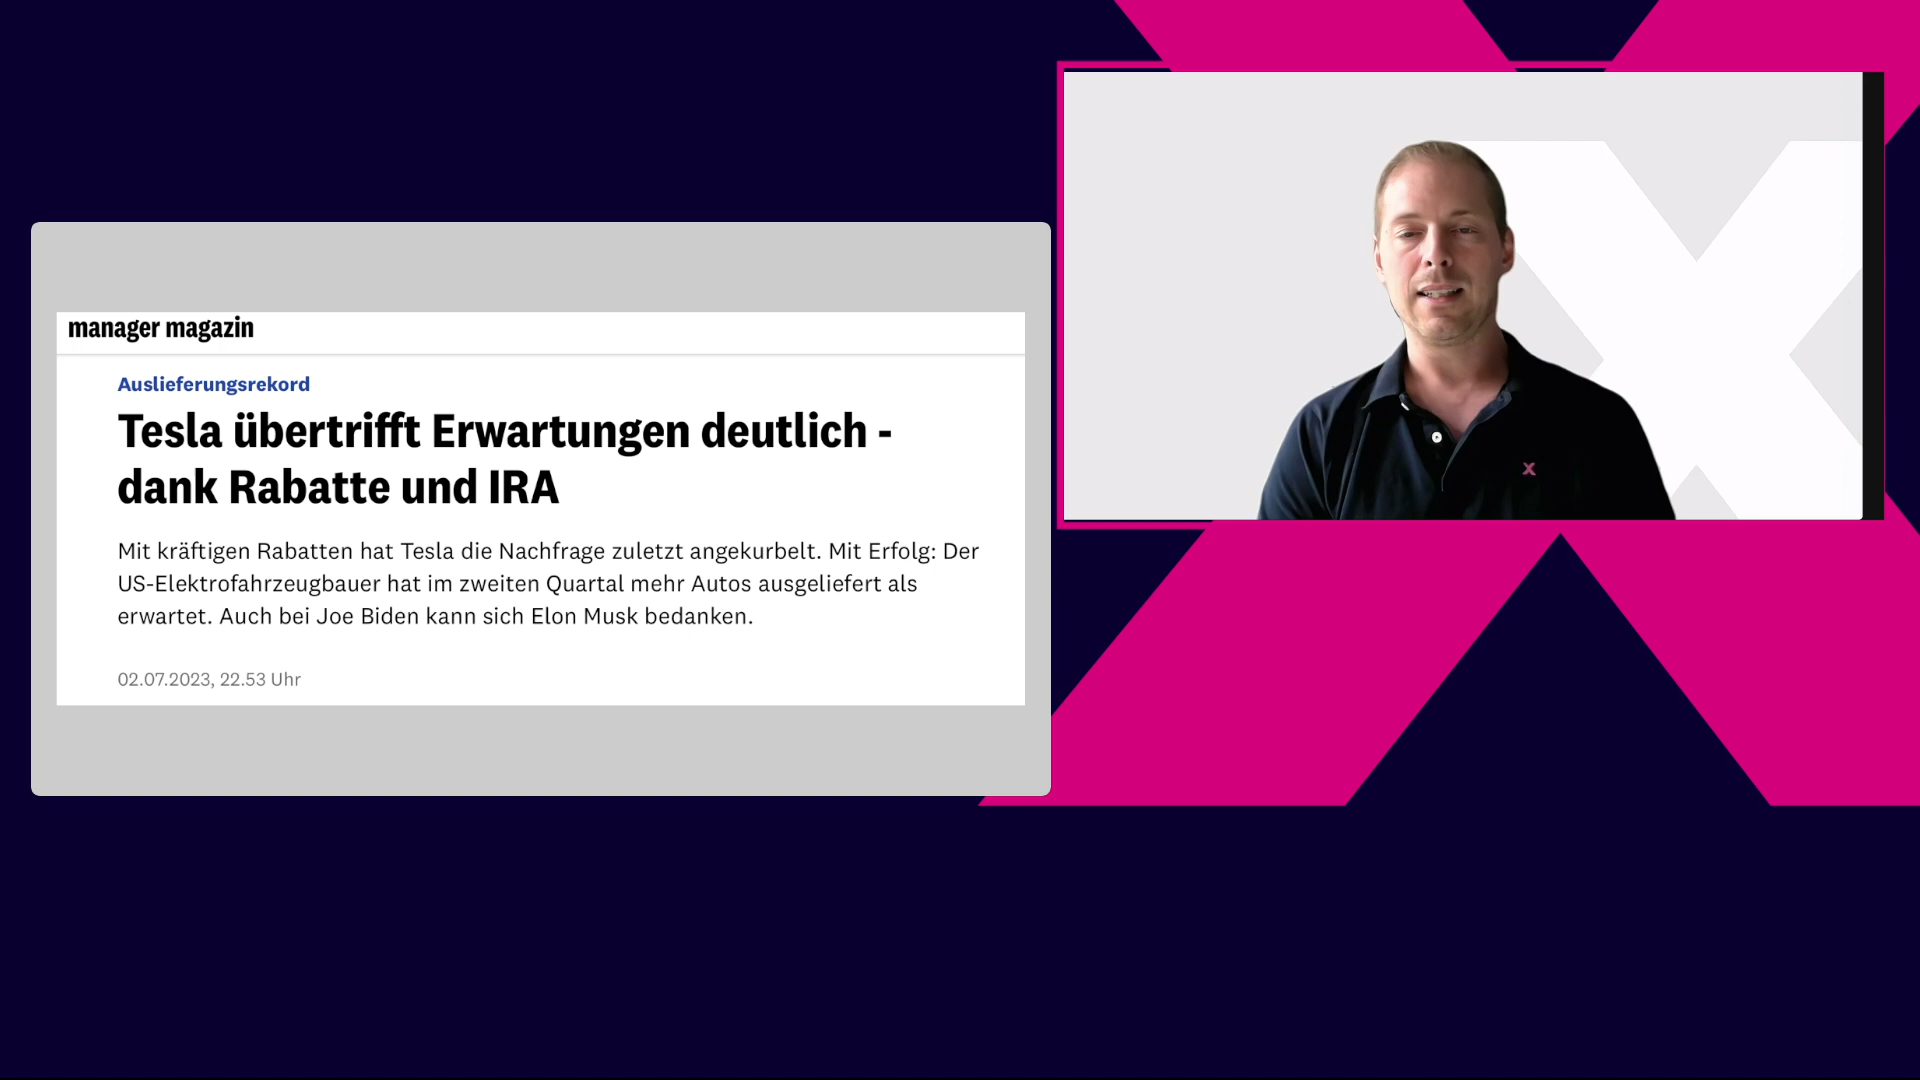 manager magazin
Auslieferungsrekord
Tesla übertrifft Erwartungen deutlich -
dank Rabatte und IRA
Mit kräftigen Rabatten hat Tesla die Nachfrage zuletzt angekurbelt. Mit Erfolg: Der
US-Elektrofahrzeugbauer hat im zweiten Quartal mehr Autos ausgeliefert als
erwartet. Auch bei Joe Biden kann sich Elon Musk bedanken.
02.07.2023, 22.53 Uhr